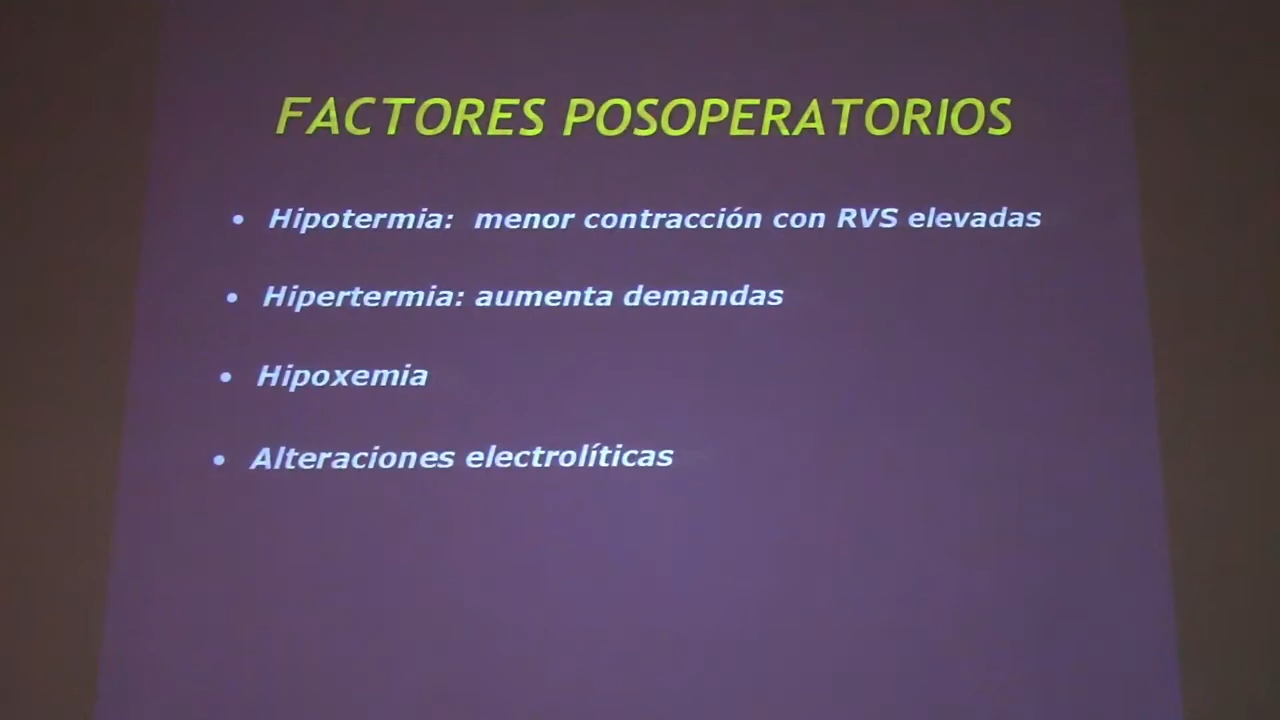 FACTORES POSOPERATORIOS
• Hipotermia: menor contracción con RVS elevadas
• Hipertermia: aumenta demandas
• Hipoxemia
• Alteraciones electrolíticas